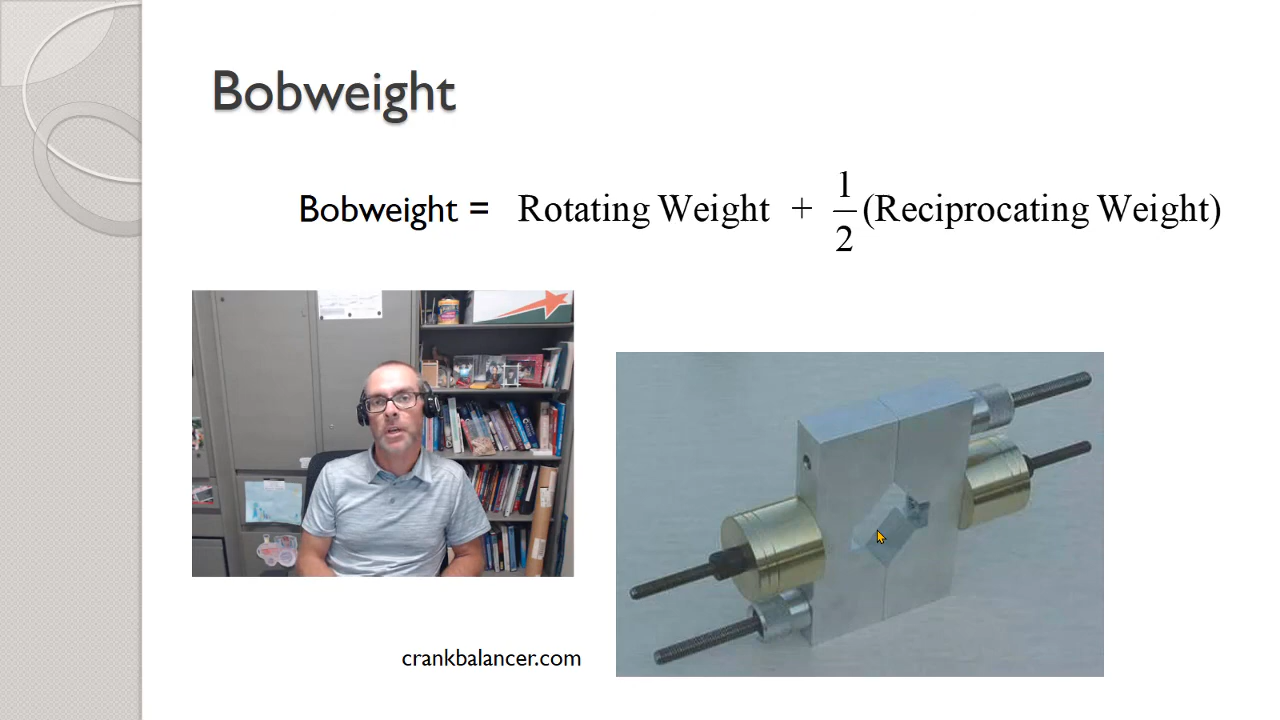 Bobweight
Bobweight = Rotating Weight + 1/2 (Reciprocating Weight)
crankbalancer.com